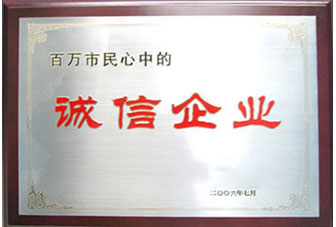 百万市民心中的
诚信企业
二〇〇六年七月